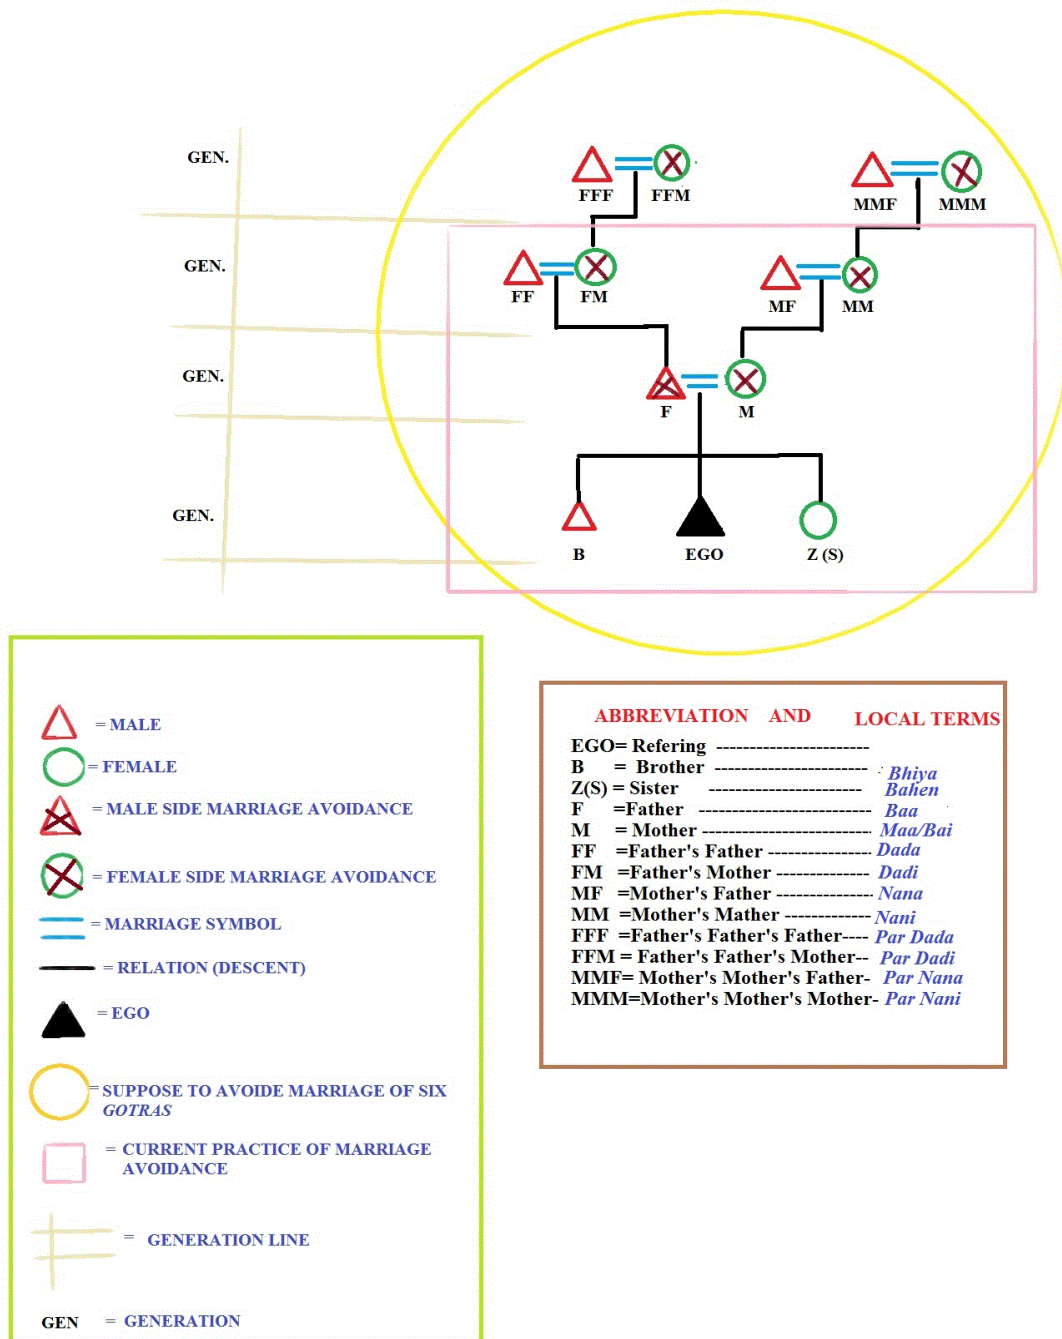 GEN.
FFF FFM
MMF MMM
GEN.
FF FM
MF MM
GEN.
F M
GEN.
B EGO Z (S)
= MALE
= FEMALE
= MALE SIDE MARRIAGE AVOIDANCE
= FEMALE SIDE MARRIAGE AVOIDANCE
= MARRIAGE SYMBOL
= RELATION (DESCENT)
= EGO
= SUPPOSE TO AVOIDE MARRIAGE OF SIX
GOTRAS
= CURRENT PRACTICE OF MARRIAGE
AVOIDANCE
= GENERATION LINE
GEN = GENERATION
ABBREVIATION AND LOCAL TERMS
EGO= Refering ----------------------
B = Brother ---------------------- Bhiya
Z(S) = Sister ---------------------- Bahen
F =Father ------------------------- Baa
M = Mother ------------------------ Maa/Bai
FF =Father's Father --------------- Dada
FM =Father's Mother -------------- Dadi
MF =Mother's Father -------------- Nana
MM =Mother's Mather ------------ Nani
FFF =Father's Father's Father---- Par Dada
FFM = Father's Father's Mother-- Par Dadi
MMF= Mother's Mother's Father- Par Nana
MMM=Mother's Mother's Mother- Par Nani